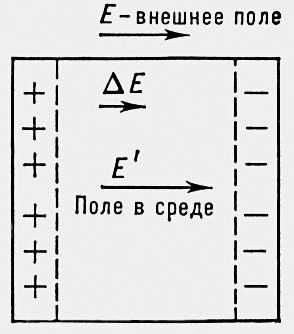 E – внешнее поле
ΔE
E′
Поле в среде
+ −
+ −
+ −
+ −
+ −
+ −